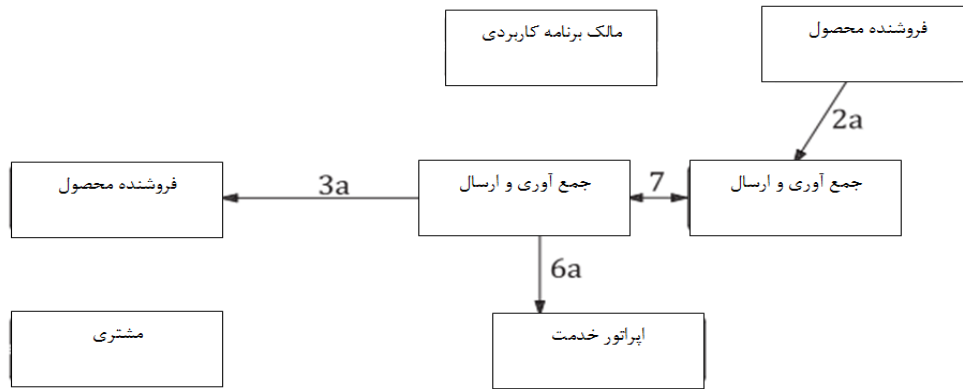 مالک برنامه کاربردی
فروشنده محصول
2a
فروشنده محصول
3a
جمع آوری و ارسال
7
جمع آوری و ارسال
6a
مشتری
اپراتور خدمت